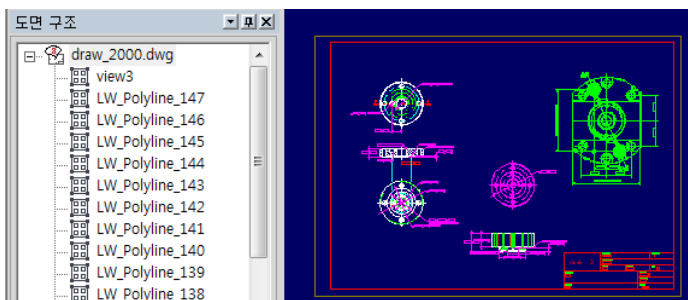 도면 구조
draw_2000.dwg
view3
LW_Polyline_147
LW_Polyline_146
LW_Polyline_145
LW_Polyline_144
LW_Polyline_143
LW_Polyline_142
LW_Polyline_141
LW_Polyline_140
LW_Polyline_139
LW_Polyline_138